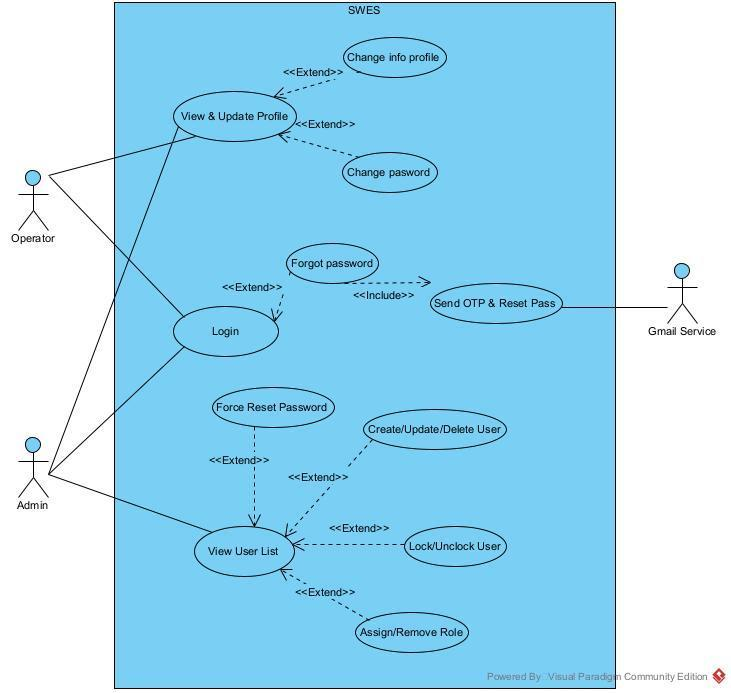 SWES
Change info profile
<<Extend>>
View & Update Profile
<<Extend>>
Change pasword
Operator
Forgot password
<<Extend>>
<<Include>>
Send OTP & Reset Pass
Login
Gmail Service
Force Reset Password
Create/Update/Delete User
<<Extend>>
<<Extend>>
Admin
<<Extend>>
View User List
Lock/Unclock User
<<Extend>>
Assign/Remove Role
Powered By Visual Paradigm Community Edition